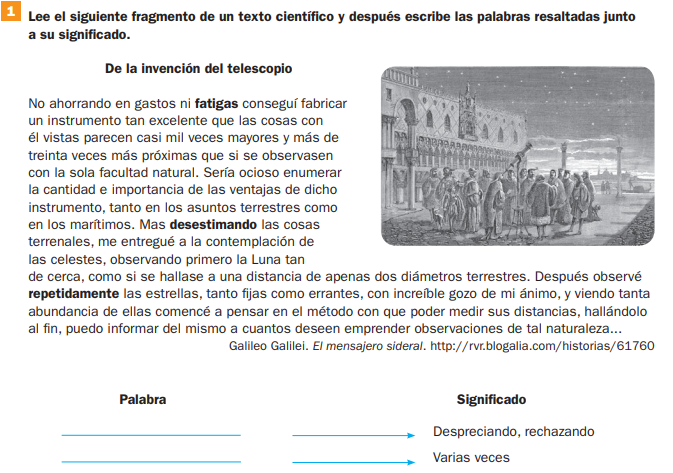 1 Lee el siguiente fragmento de un texto científico y después escribe las palabras resaltadas junto
a su significado.
De la invención del telescopio
No ahorrando en gastos ni fatigas conseguí fabricar
un instrumento tan excelente que las cosas con
él vistas parecen casi mil veces mayores y más de
treinta veces más próximas que si se observasen
con la sola facultad natural. Sería ocioso enumerar
la cantidad e importancia de las ventajas de dicho
instrumento, tanto en los asuntos terrestres como
en los marítimos. Mas desestimando las cosas
terrenales, me entregué a la contemplación de
las celestes, observando primero la Luna tan
de cerca, como si se hallase a una distancia de apenas dos diámetros terrestres. Después observé
repetidamente las estrellas, tanto fijas como errantes, con increíble gozo de mi ánimo, y viendo tanta
abundancia de ellas comencé a pensar en el método con que poder medir sus distancias, hallándolo
al fin, puedo informar del mismo a cuantos deseen emprender observaciones de tal naturaleza...
Galileo Galilei. El mensajero sideral. http://rvr.blogalia.com/historias/61760
Palabra Significado
Despreciando, rechazando
Varias veces